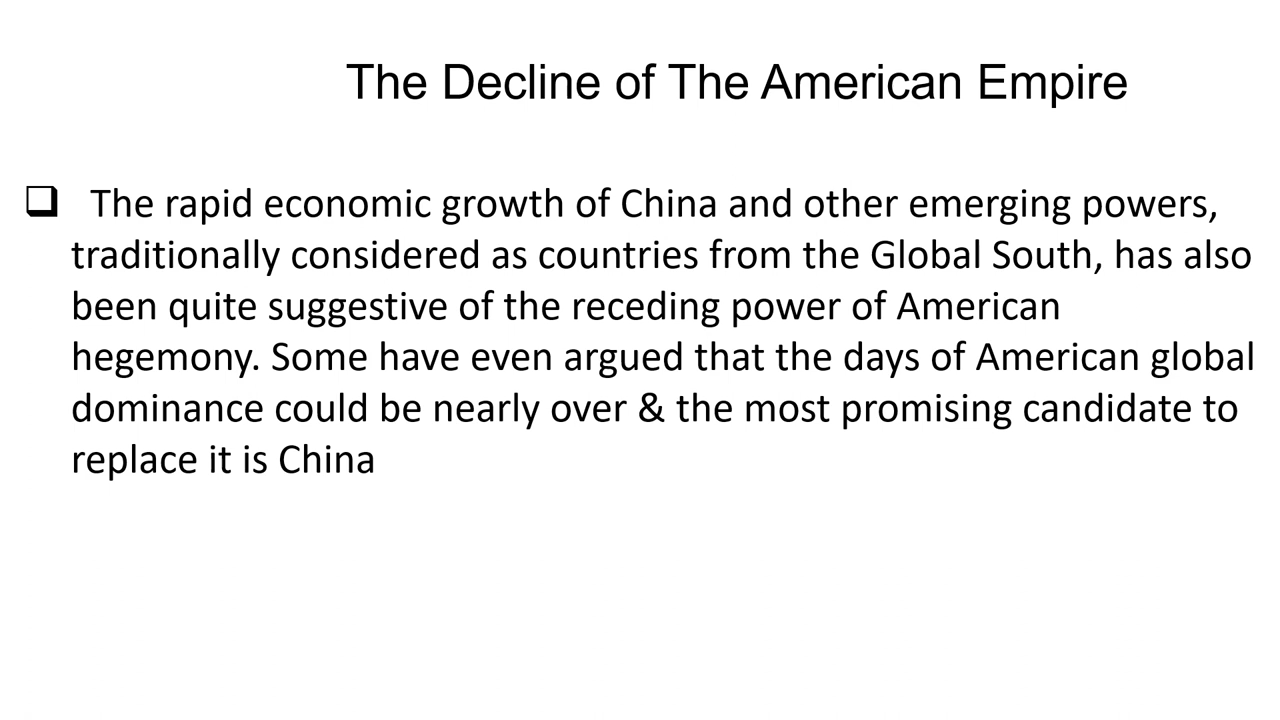 The Decline of The American Empire
❑ The rapid economic growth of China and other emerging powers,
traditionally considered as countries from the Global South, has also
been quite suggestive of the receding power of American
hegemony. Some have even argued that the days of American global
dominance could be nearly over & the most promising candidate to
replace it is China